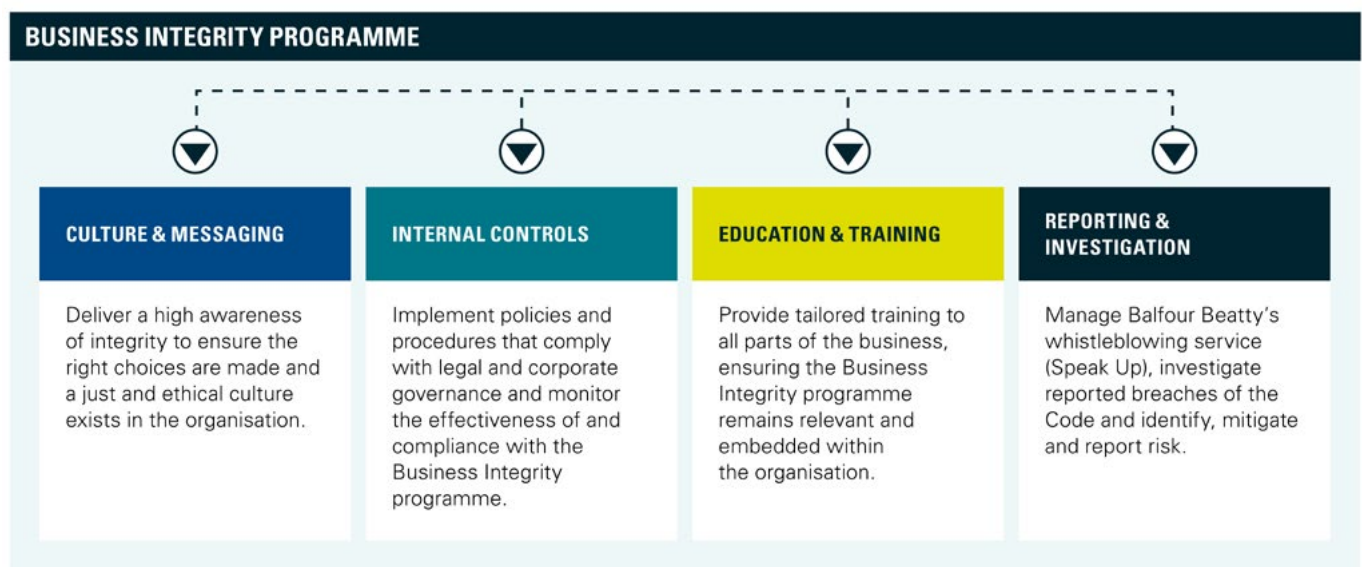 BUSINESS INTEGRITY PROGRAMME
CULTURE & MESSAGING
Deliver a high awareness
of integrity to ensure the
right choices are made and
a just and ethical culture
exists in the organisation.
INTERNAL CONTROLS
Implement policies and
procedures that comply
with legal and corporate
governance and monitor
the effectiveness of and
compliance with the
Business Integrity
programme.
EDUCATION & TRAINING
Provide tailored training to
all parts of the business,
ensuring the Business
Integrity programme
remains relevant and
embedded within
the organisation.
REPORTING &
INVESTIGATION
Manage Balfour Beatty’s
whistleblowing service
(Speak Up), investigate
reported breaches of the
Code and identify, mitigate
and report risk.